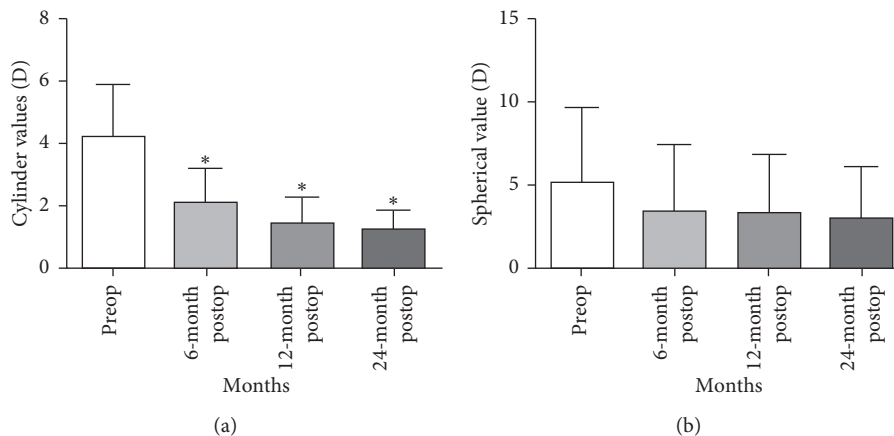 Cylinder values (D)
8
6
4
2
0
*
*
*
Preop
6-month
postop
12-month
postop
24-month
postop
Months
(a)
Spherical value (D)
15
10
5
0
Preop
6-month
postop
12-month
postop
24-month
postop
Months
(b)